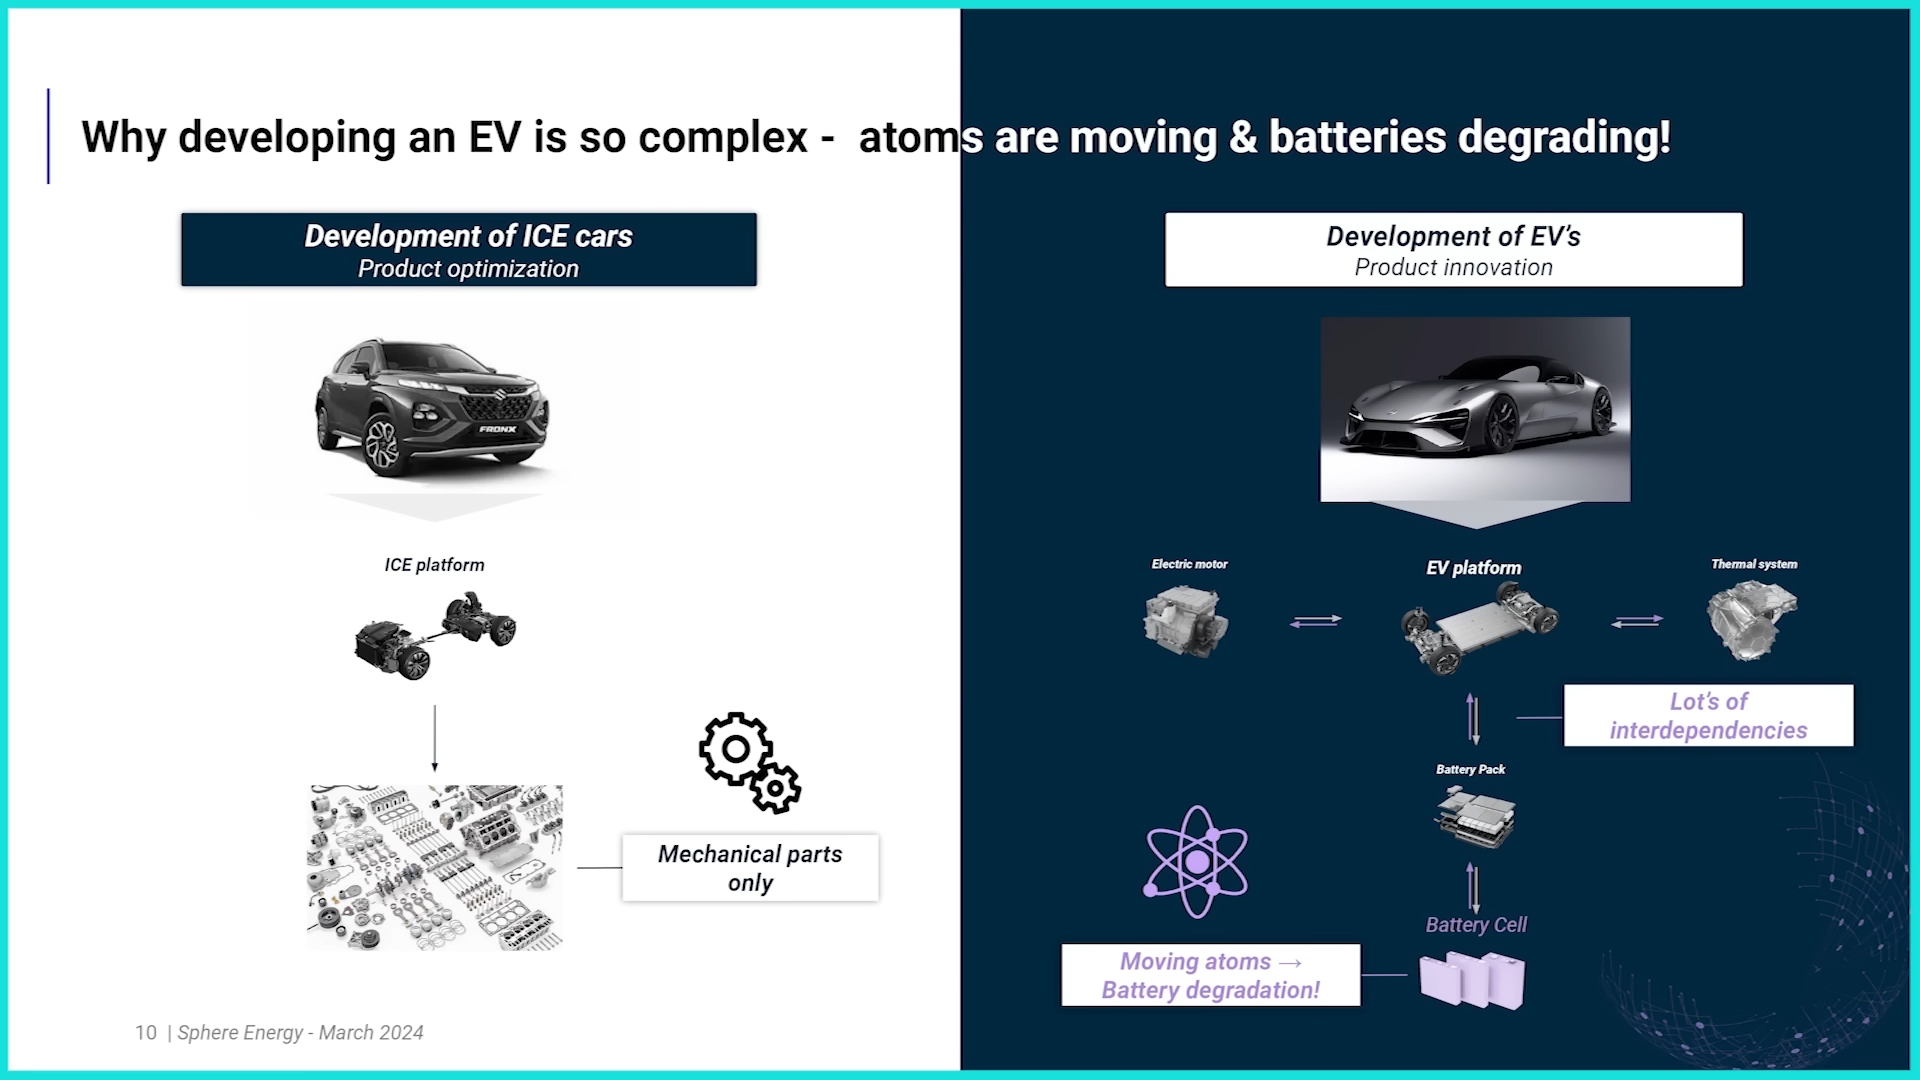 Why developing an EV is so complex -  atoms are moving & batteries degrading!
Development of ICE cars
Product optimization
FRONX
ICE platform
Mechanical parts
only
Development of EV's
Product innovation
Electric motor
EV platform
Thermal system
Lot's of
interdependencies
Battery Pack
Battery Cell
Moving atoms →
Battery degradation!
10 | Sphere Energy - March 2024